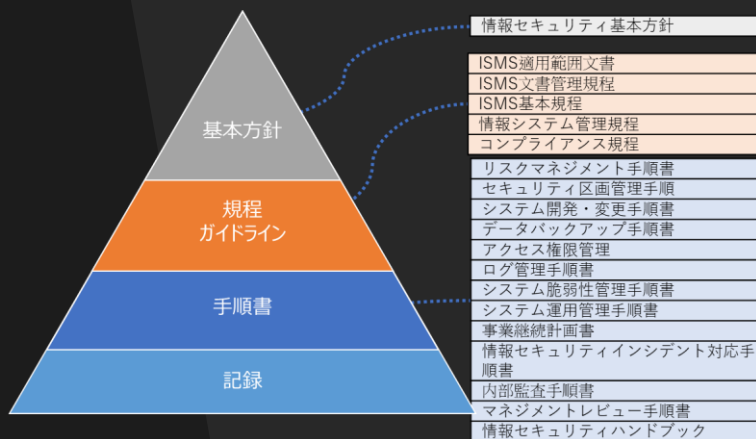 基本方針
規程
ガイドライン
手順書
記録
情報セキュリティ基本方針
ISMS適用範囲文書
ISMS文書管理規程
ISMS基本規程
情報システム管理規程
コンプライアンス規程
リスクマネジメント手順書
セキュリティ区画管理手順
システム開発・変更手順書
データバックアップ手順書
アクセス権限管理
ログ管理手順書
システム脆弱性管理手順書
システム運用管理手順書
事業継続計画書
情報セキュリティインシデント対応手
順書
内部監査手順書
マネジメントレビュー手順書
情報セキュリティハンドブック